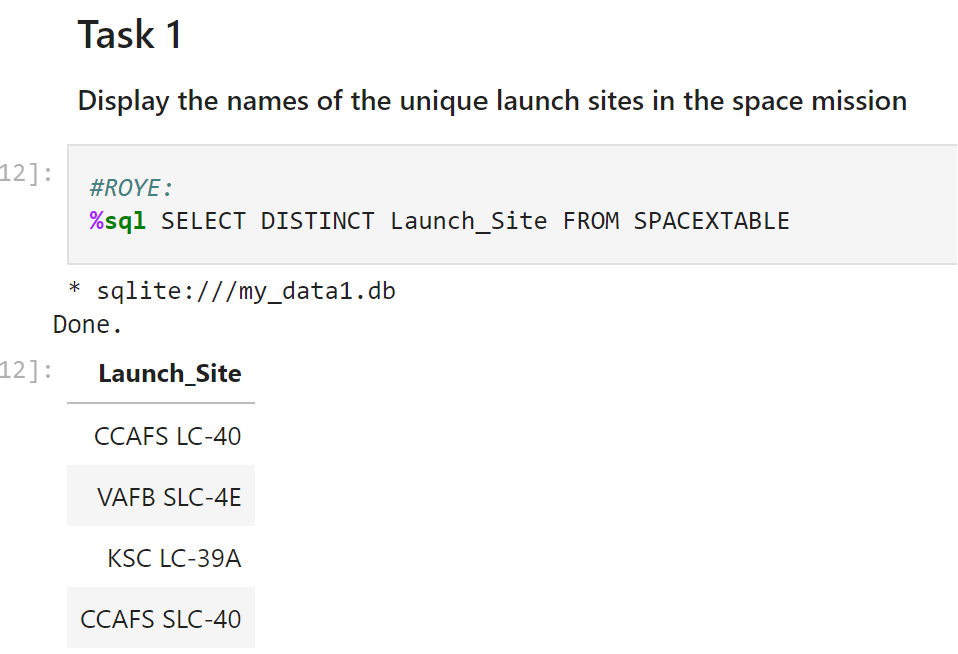 Task 1
Display the names of the unique launch sites in the space mission
12]:
#ROYE:
%sql SELECT DISTINCT Launch_Site FROM SPACEXTABLE
* sqlite:///my_data1.db
Done.
12]:
Launch_Site
CCAFS LC-40
VAFB SLC-4E
KSC LC-39A
CCAFS SLC-40